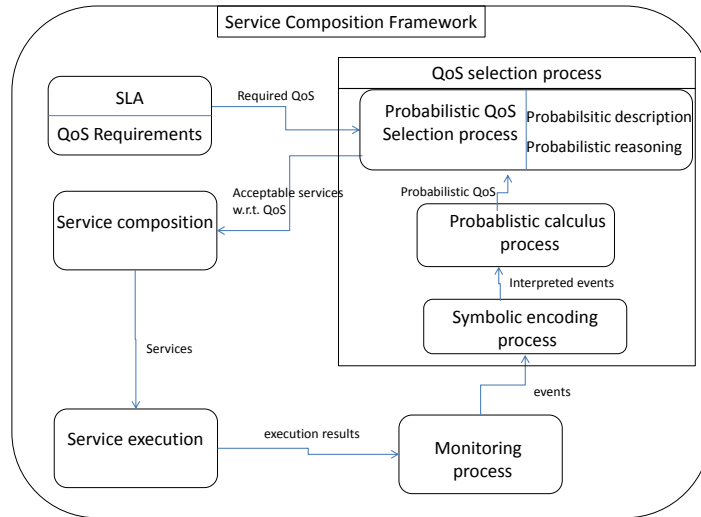 Service Composition Framework
QoS selection process
SLA
QoS Requirements
Required QoS
Probabilistic QoS
Selection process
Probabilsitic description
Probabilistic reasoning
Acceptable services
w.r.t. QoS
Probabilistic QoS
Service composition
Probablistic calculus
process
Interpreted events
Symbolic encoding
process
Services
events
Service execution
execution results
Monitoring
process